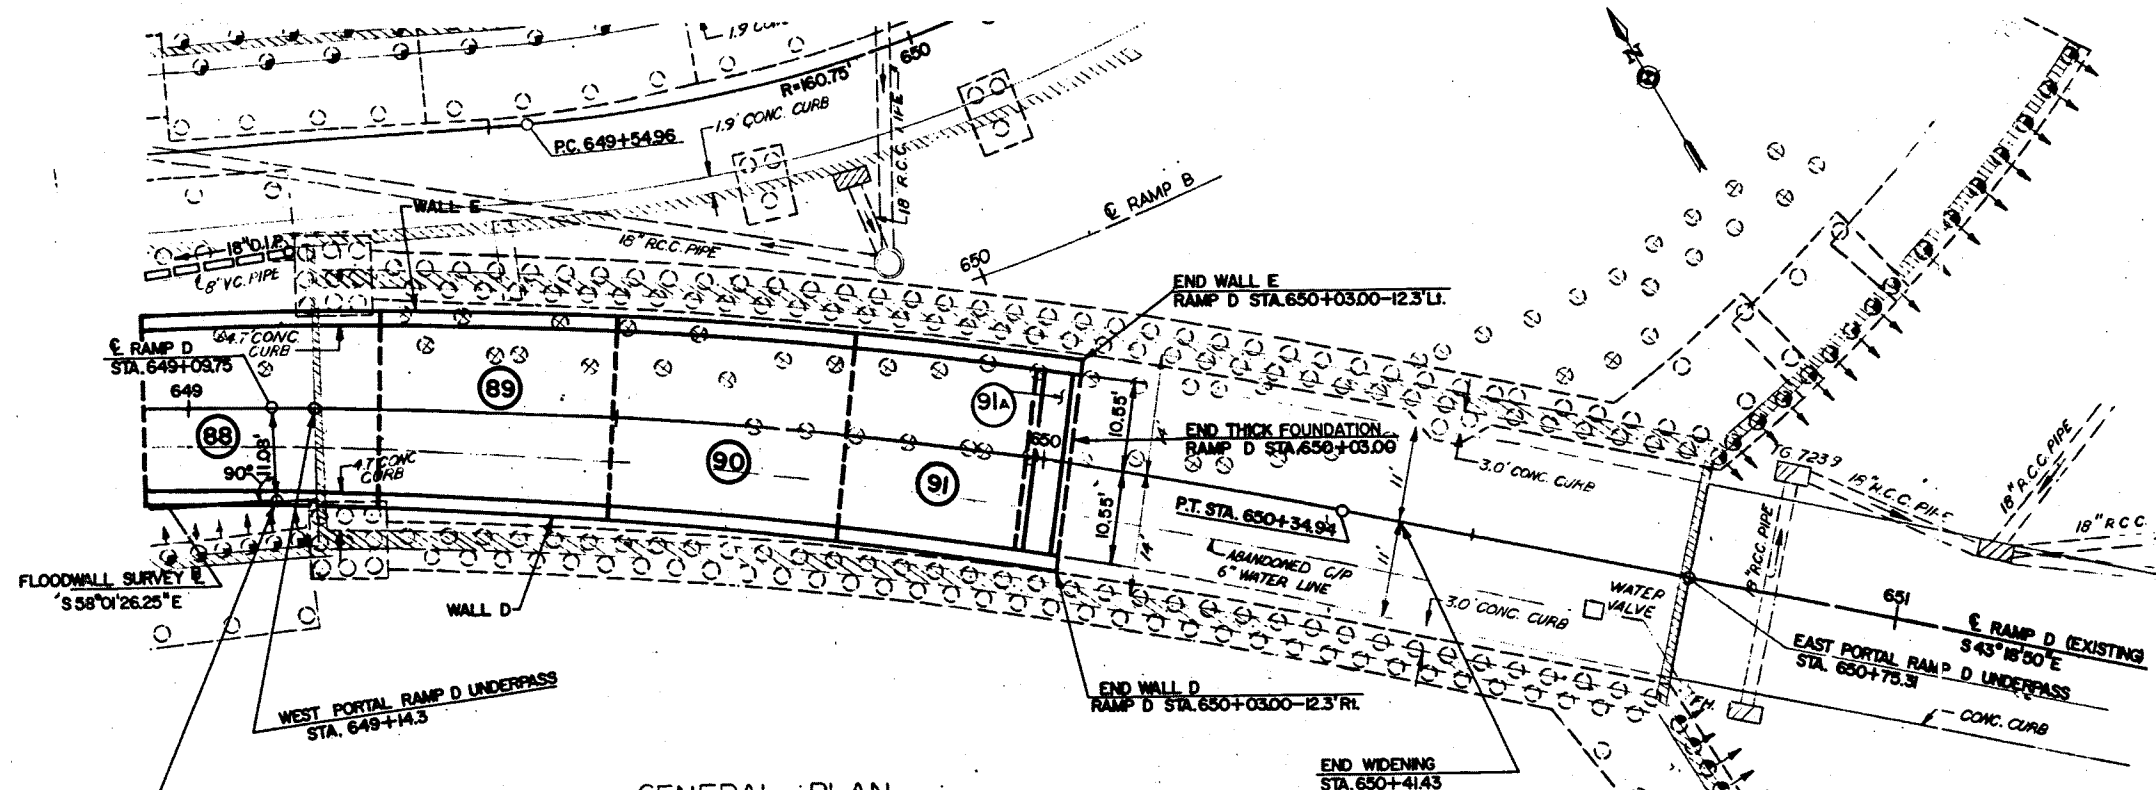 650
R=160.75'
1.9' CONC. CURB
P.C. 649+54.96
18" R.C.C. PIPE
N
℄ RAMP B
650
WALL E
18" D.I.P.
8" V.C. PIPE
18" R.C.C. PIPE
END WALL E
RAMP D STA. 650+03.00-12.3' Lt.
4.7' CONC.
CURB
℄ RAMP D
STA. 649+09.75
649
88
89
90
91
91A
650
10.55'
10.55'
14'
14'
11'
11'
11.08'
90°
4.7' CONC
CURB
END THICK FOUNDATION
RAMP D STA. 650+03.00
3.0' CONC. CURB
18" R.C.C. PIPE
18" R.C.C. PIPE
18" R.C.C.
18" R.C.C. PIPE
P.T. STA. 650+34.94
ABANDONED C/P
6" WATER LINE
WATER
VALVE
3.0' CONC. CURB
651
℄ RAMP D (EXISTING)
S 43° 18' 50" E
EAST PORTAL RAMP D UNDERPASS
STA. 650+75.31
FLOODWALL SURVEY ℄
S 58° 01' 26.25" E
WALL D
WEST PORTAL RAMP D UNDERPASS
STA. 649+14.3
END WALL D
RAMP D STA. 650+03.00-12.3' Rt.
F.H.
CONC. CURB
END WIDENING
STA. 650+41.43
GENERAL PLAN